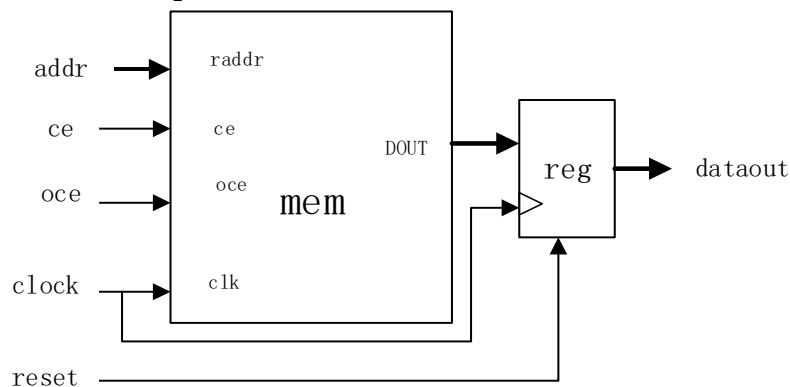 addr
raddr
ce
ce
DOUT
reg
dataout
oce
oce
mem
clock
clk
reset